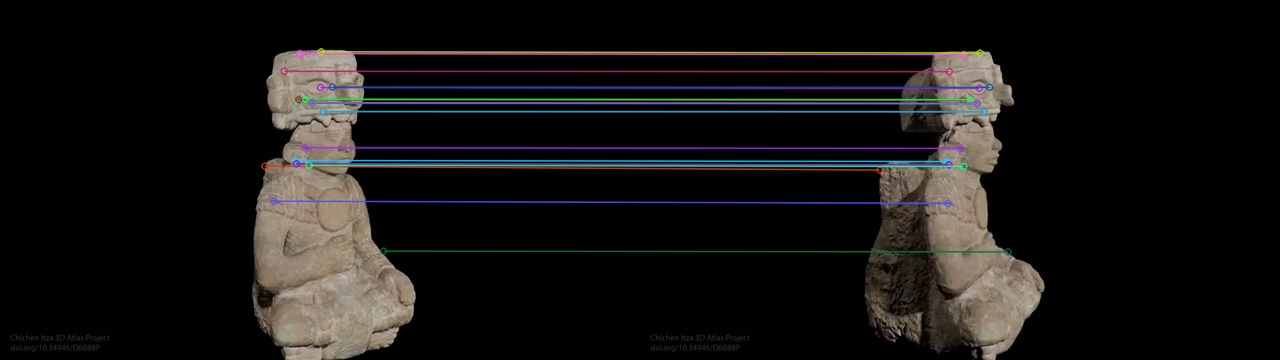 Chichen Itza 3D Atlas Project
doi.org/10.34946/D6B88P
Chichen Itza 3D Atlas Project
doi.org/10.34946/D6B88P